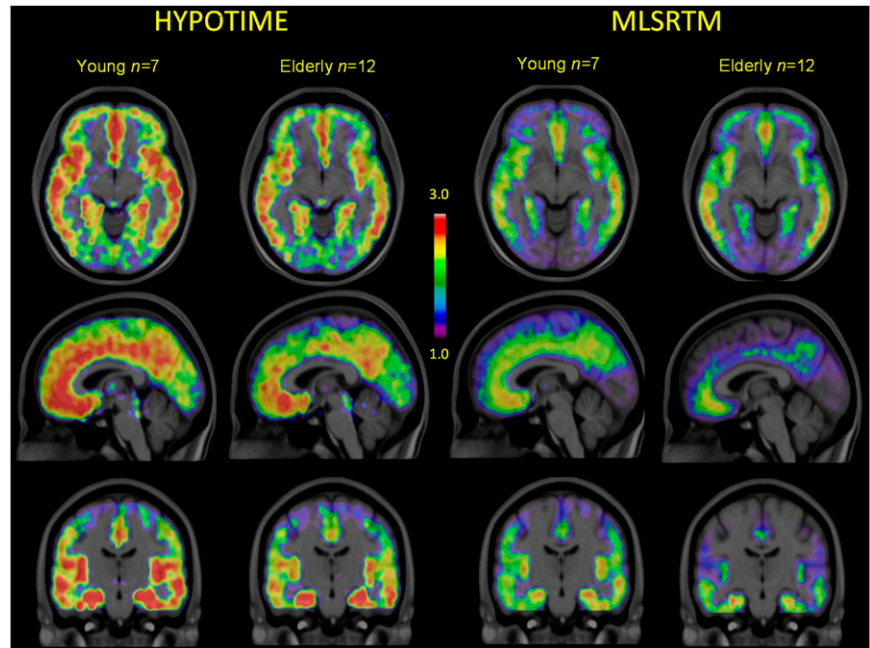 HYPOTIME
MLSRTM
Young n=7
Elderly n=12
Young n=7
Elderly n=12
3.0
1.0